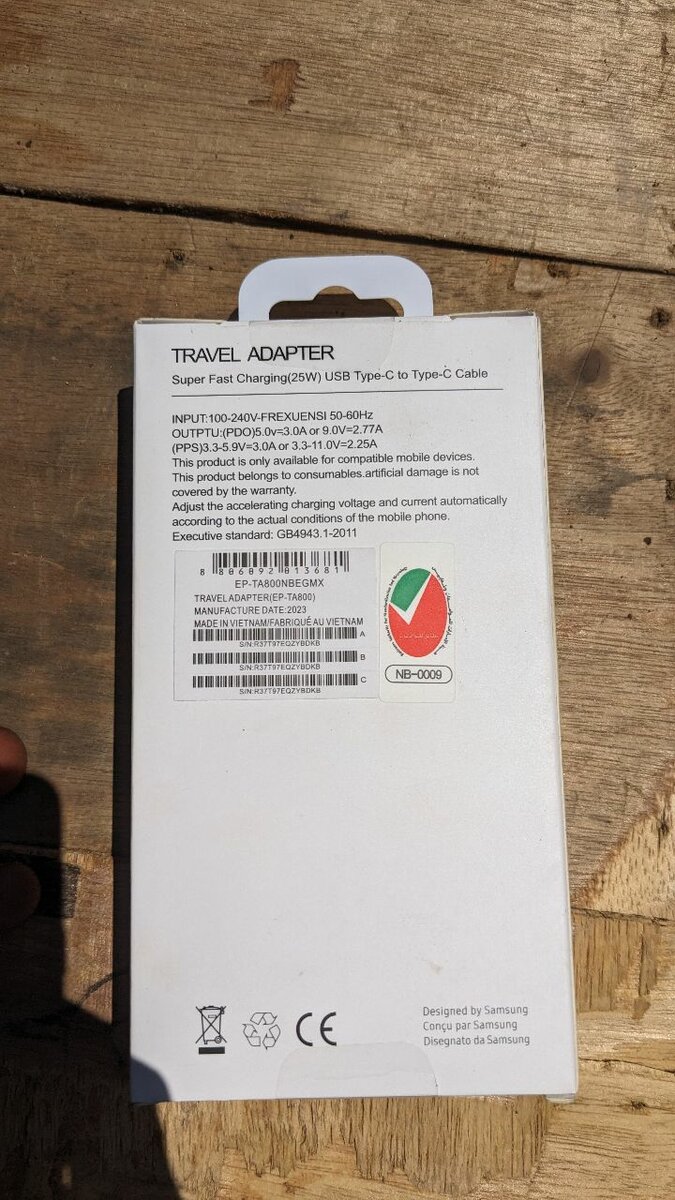 TRAVEL ADAPTER
Super Fast Charging(25W) USB Type-C to Type-C Cable
INPUT:100-240V-FREXUENSI 50-60Hz
OUTPTU:(PDO)5.0v=3.0A or 9.0V=2.77A
(PPS)3.3-5.9V=3.0A or 3.3-11.0V=2.25A
This product is only available for compatible mobile devices.
This product belongs to consumables.artificial damage is not
covered by the warranty.
Adjust the accelerating charging voltage and current automatically
according to the actual conditions of the mobile phone.
Executive standard: GB4943.1-2011
8 806092 013681
EP-TA800NBEGMX
TRAVEL ADAPTER(EP-TA800)
MANUFACTURE DATE:2023
MADE IN VIETNAM/FABRIQUÉ AU VIETNAM
A
S/N:R37T97EQZYBDKB
B
S/N:R37T97EQZYBDKB
C
S/N:R37T97EQZYBDKB
NB-0009
CE
Designed by Samsung
Conçu par Samsung
Disegnato da Samsung